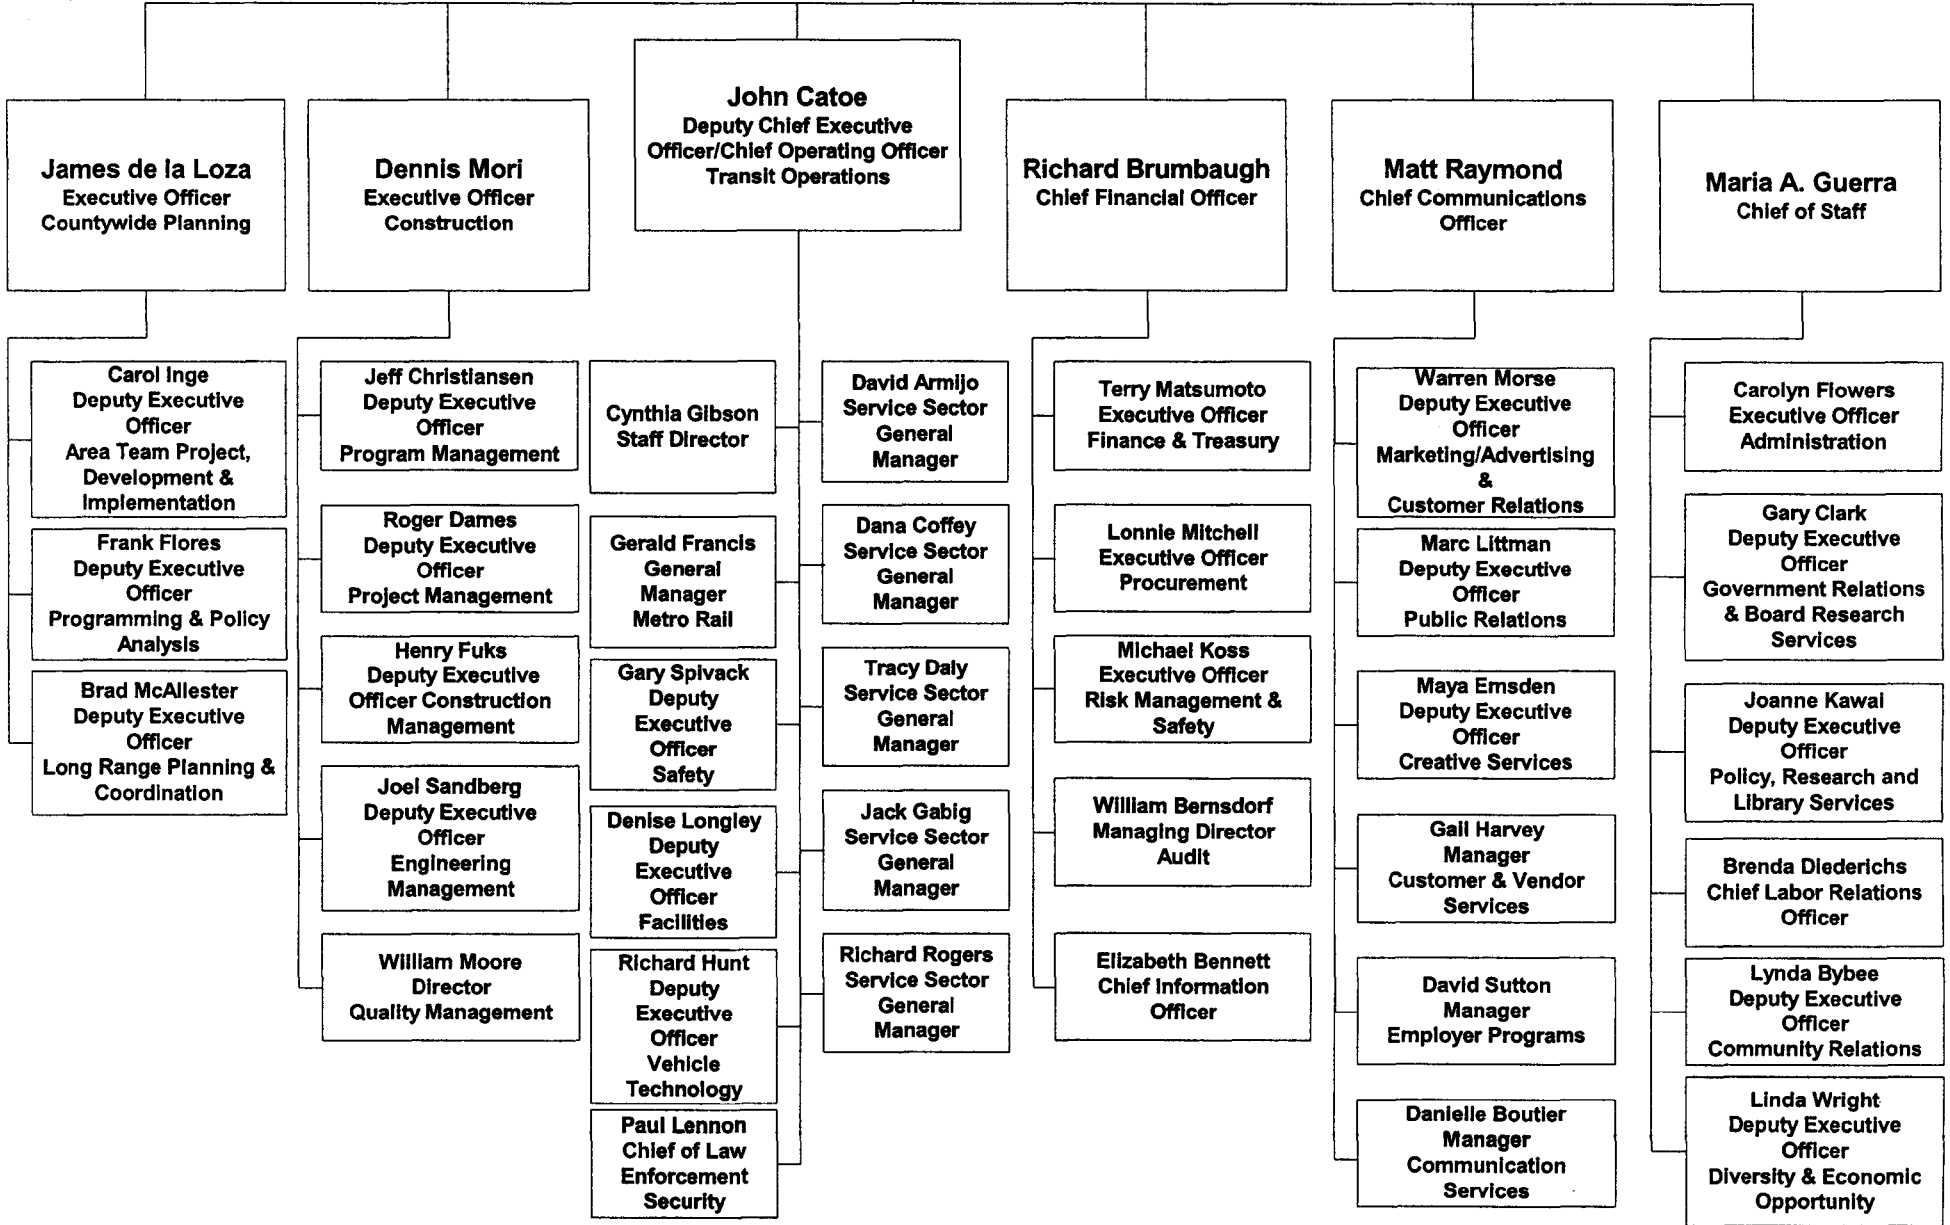 James de la Loza
Executive Officer
Countywide Planning
Dennis Mori
Executive Officer
Construction
John Catoe
Deputy Chief Executive
Officer/Chief Operating Officer
Transit Operations
Richard Brumbaugh
Chief Financial Officer
Matt Raymond
Chief Communications
Officer
Maria A. Guerra
Chief of Staff
Carol Inge
Deputy Executive
Officer
Area Team Project,
Development &
Implementation
Frank Flores
Deputy Executive
Officer
Programming & Policy
Analysis
Brad McAllester
Deputy Executive
Officer
Long Range Planning &
Coordination
Jeff Christiansen
Deputy Executive
Officer
Program Management
Roger Dames
Deputy Executive
Officer
Project Management
Henry Fuks
Deputy Executive
Officer Construction
Management
Joel Sandberg
Deputy Executive
Officer
Engineering
Management
William Moore
Director
Quality Management
Cynthia Gibson
Staff Director
Gerald Francis
General
Manager
Metro Rail
Gary Spivack
Deputy
Executive
Officer
Safety
Denise Longley
Deputy
Executive
Officer
Facilities
Richard Hunt
Deputy
Executive
Officer
Vehicle
Technology
Paul Lennon
Chief of Law
Enforcement
Security
David Armijo
Service Sector
General
Manager
Dana Coffey
Service Sector
General
Manager
Tracy Daly
Service Sector
General
Manager
Jack Gabig
Service Sector
General
Manager
Richard Rogers
Service Sector
General
Manager
Terry Matsumoto
Executive Officer
Finance & Treasury
Lonnie Mitchell
Executive Officer
Procurement
Michael Koss
Executive Officer
Risk Management &
Safety
William Bernsdorf
Managing Director
Audit
Elizabeth Bennett
Chief Information
Officer
Warren Morse
Deputy Executive
Officer
Marketing/Advertising
&
Customer Relations
Marc Littman
Deputy Executive
Officer
Public Relations
Maya Emsden
Deputy Executive
Officer
Creative Services
Gail Harvey
Manager
Customer & Vendor
Services
David Sutton
Manager
Employer Programs
Danielle Boutier
Manager
Communication
Services
Carolyn Flowers
Executive Officer
Administration
Gary Clark
Deputy Executive
Officer
Government Relations
& Board Research
Services
Joanne Kawai
Deputy Executive
Officer
Policy, Research and
Library Services
Brenda Diederichs
Chief Labor Relations
Officer
Lynda Bybee
Deputy Executive
Officer
Community Relations
Linda Wright
Deputy Executive
Officer
Diversity & Economic
Opportunity